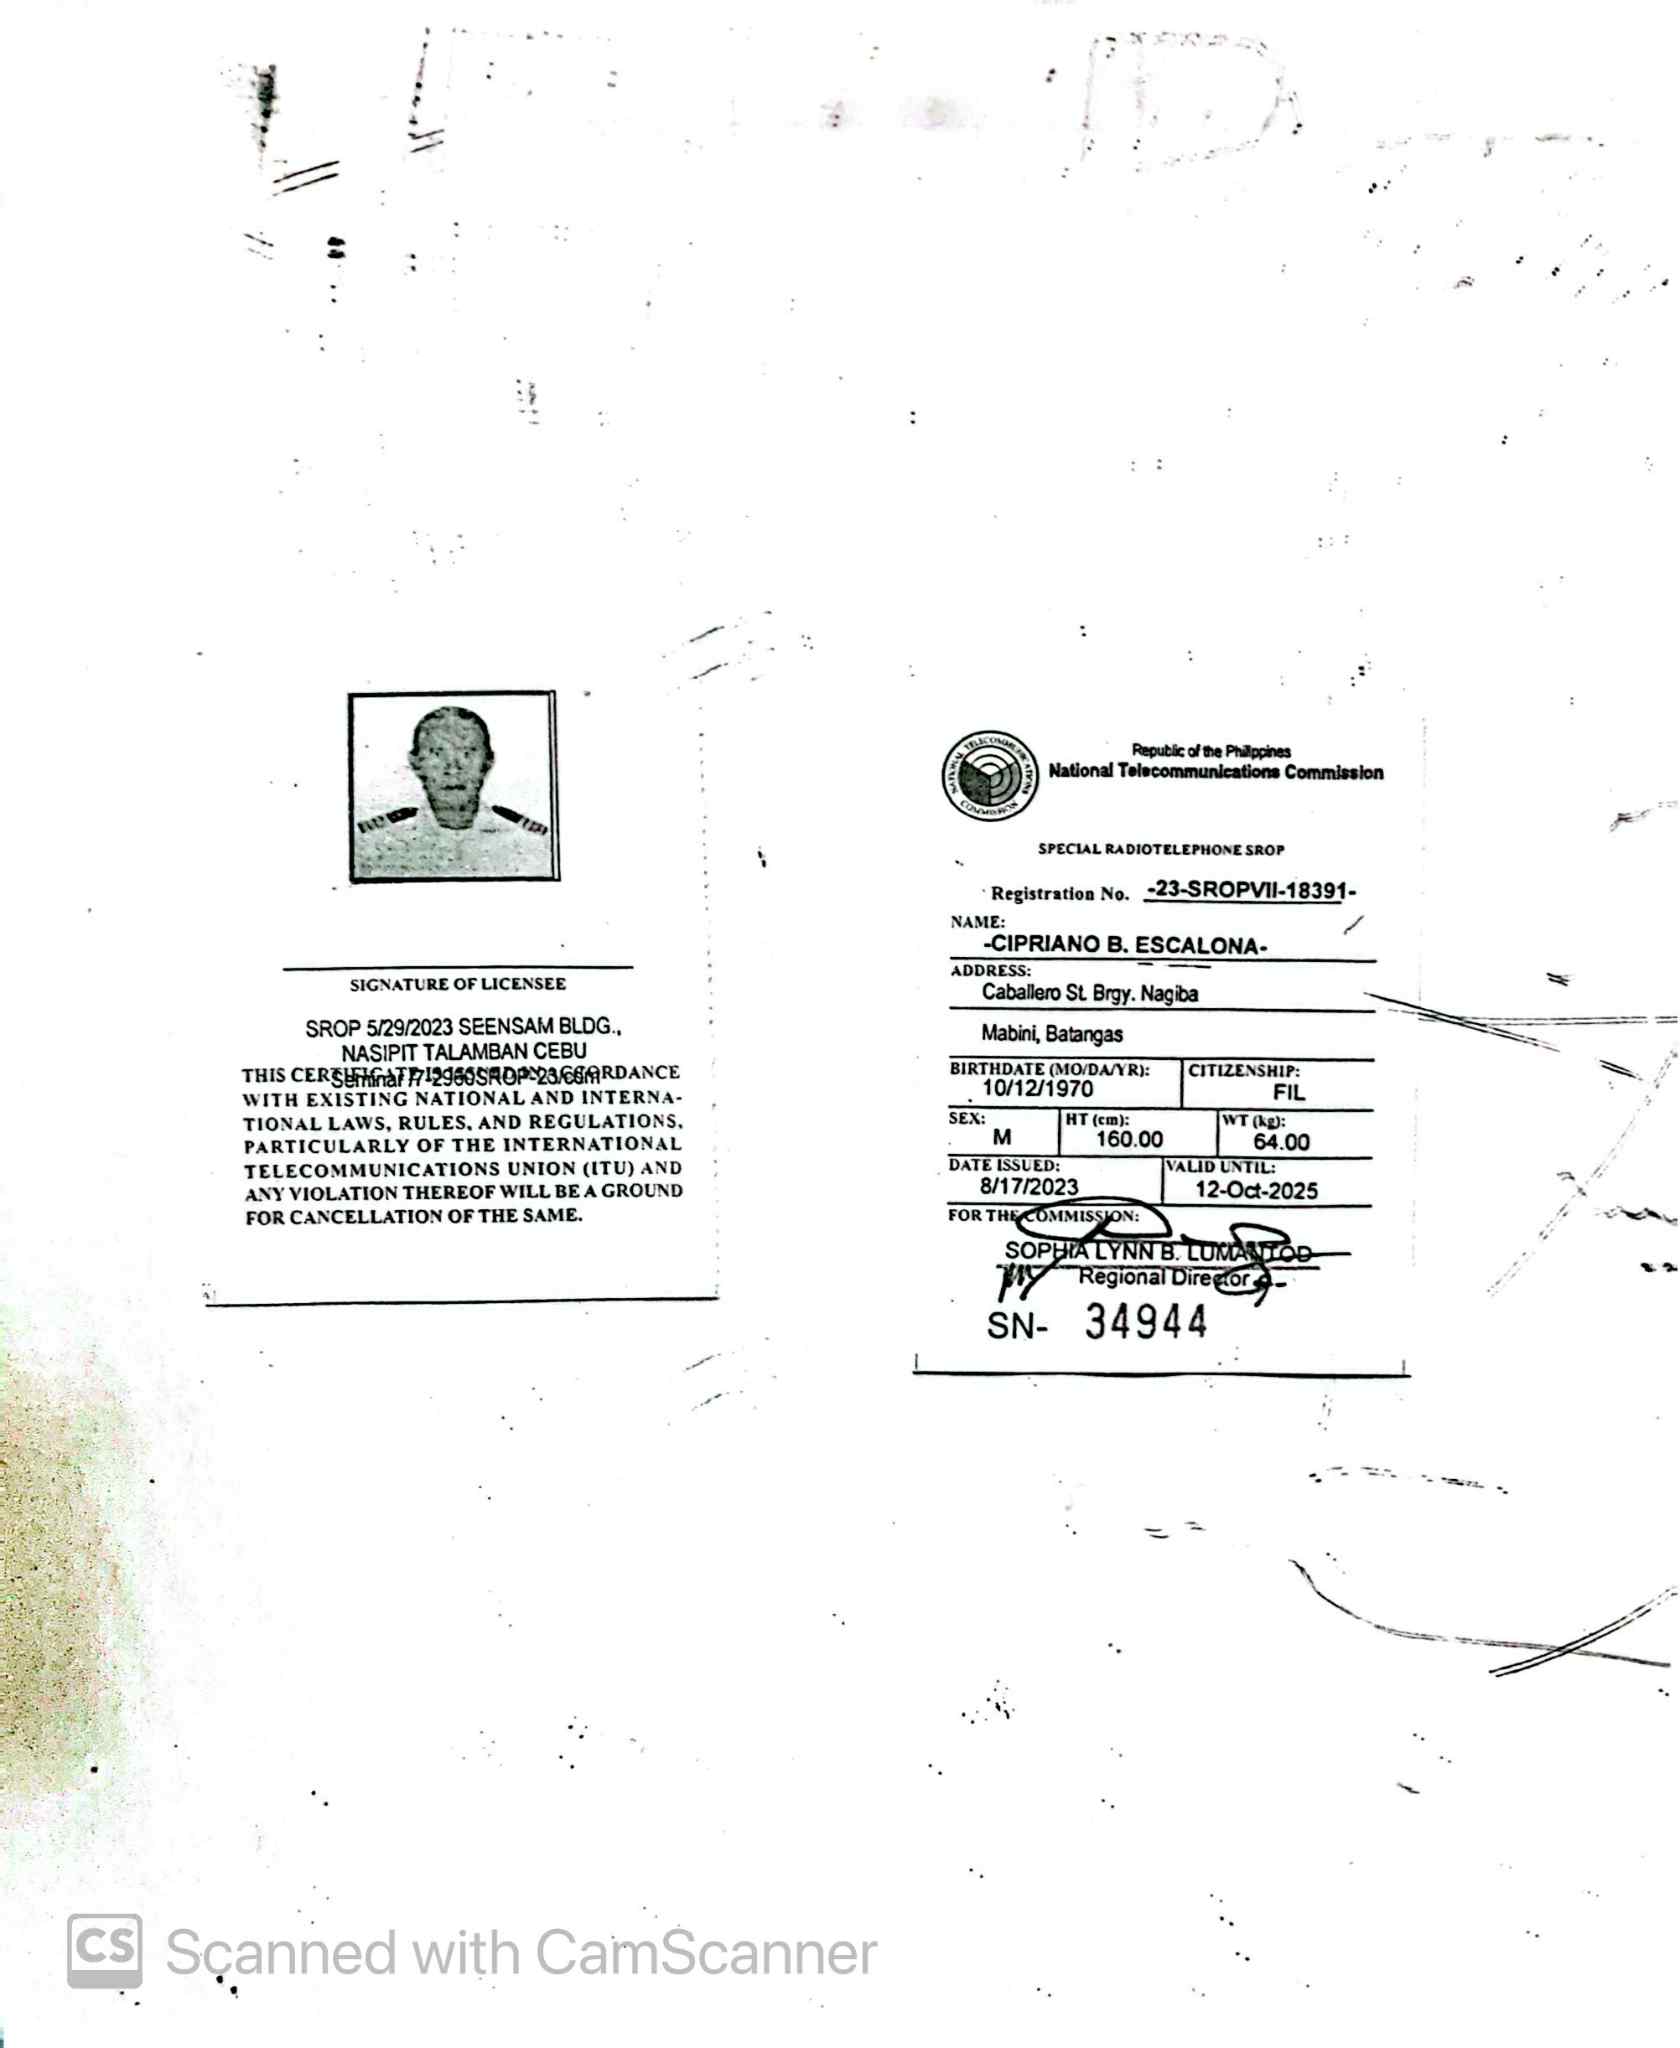 SIGNATURE OF LICENSEE
SROP 5/29/2023 SEENSAM BLDG.,
NASIPIT TALAMBAN CEBU
THIS CERTIFICATE IS ISSUED IN ACCORDANCE
WITH EXISTING NATIONAL AND INTERNA-
TIONAL LAWS, RULES, AND REGULATIONS,
PARTICULARLY OF THE INTERNATIONAL
TELECOMMUNICATIONS UNION (ITU) AND
ANY VIOLATION THEREOF WILL BE A GROUND
FOR CANCELLATION OF THE SAME.
NATIONAL TELECOMMUNICATIONS COMMISSION
Republic of the Philippines
National Telecommunications Commission
SPECIAL RADIOTELEPHONE SROP
Registration No. -23-SROPVII-18391-
NAME:
-CIPRIANO B. ESCALONA-
ADDRESS:
Caballero St. Brgy. Nagiba
Mabini, Batangas
BIRTHDATE (MO/DA/YR): CITIZENSHIP:
10/12/1970 FIL
SEX: HT (cm): WT (kg):
M 160.00 64.00
DATE ISSUED: VALID UNTIL:
8/17/2023 12-Oct-2025
FOR THE COMMISSION:
SOPHIA LYNN B. LUMANTOD
Regional Director
SN- 34944
CS Scanned with CamScanner